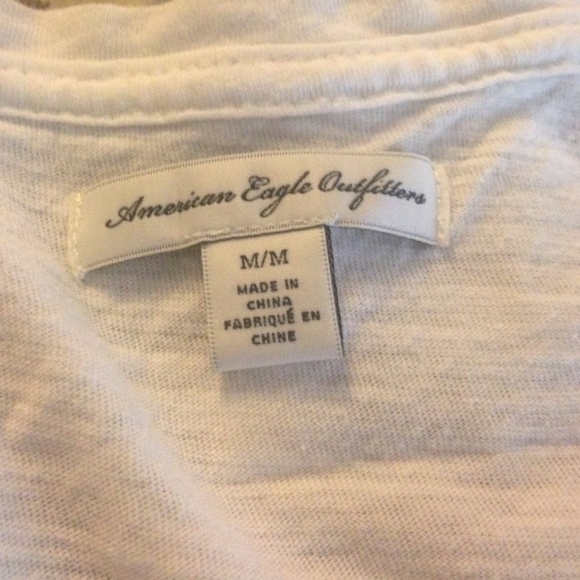 American Eagle Outfitters
M/M
MADE IN
CHINA
FABRIQUÉ EN
CHINE